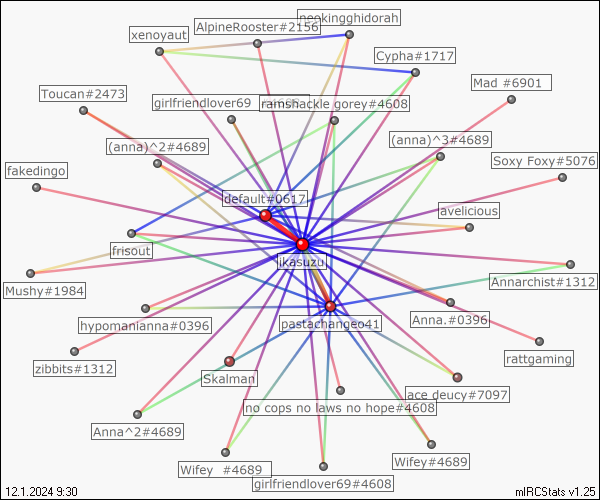 neokingghidorah
AlpineRooster#2156
xenoyaut
Cypha#1717
Mad #6901
Toucan#2473
girlfriendlover69
ramshackle gorey#4608
(anna)^2#4689
(anna)^3#4689
Soxy Foxy#5076
fakedingo
default#0617
avelicious
frisout
jikasuzu
Annarchist#1312
Mushy#1984
hypomanianna#0396
pastachangeo41
Anna.#0396
zibbits#1312
rattgaming
Skalman
ace deucy#7097
no cops no laws no hope#4608
Anna^2#4689
Wifey #4689
Wifey#4689
girlfriendlover69#4608
12.1.2024 9:30
mIRCStats v1.25